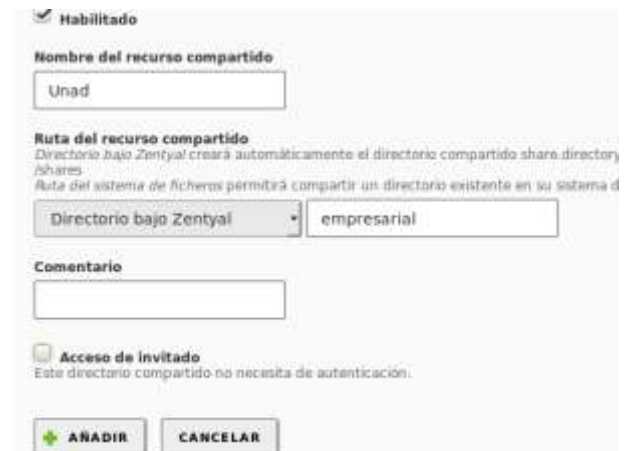 Habilitado
Nombre del recurso compartido
Unad
Ruta del recurso compartido
Directorio bajo Zentyal creará automáticamente el directorio compartido share.directory
/shares
Ruta del sistema de ficheros permitirá compartir un directorio existente en su sistema d
Directorio bajo Zentyal empresarial
Comentario
Acceso de invitado
Este directorio compartido no necesita de autenticación.
AÑADIR CANCELAR